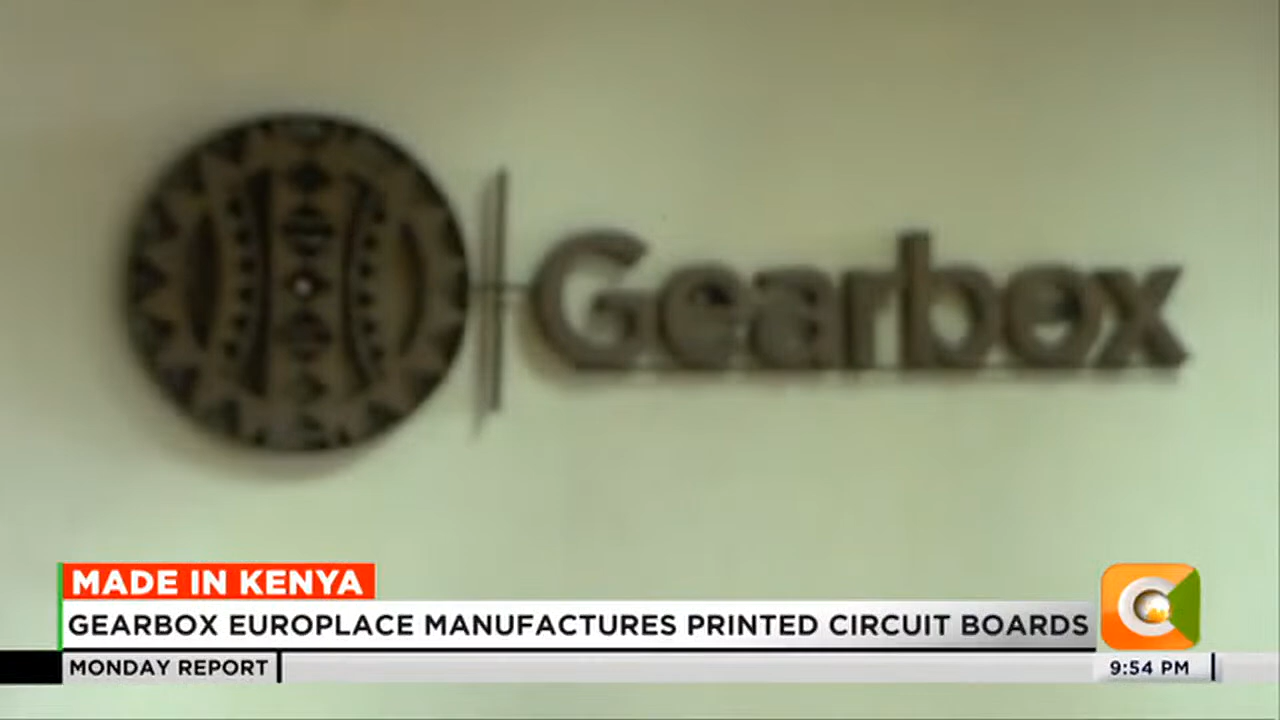 Gearbox
MADE IN KENYA
GEARBOX EUROPLACE MANUFACTURES PRINTED CIRCUIT BOARDS
MONDAY REPORT
9:54 PM